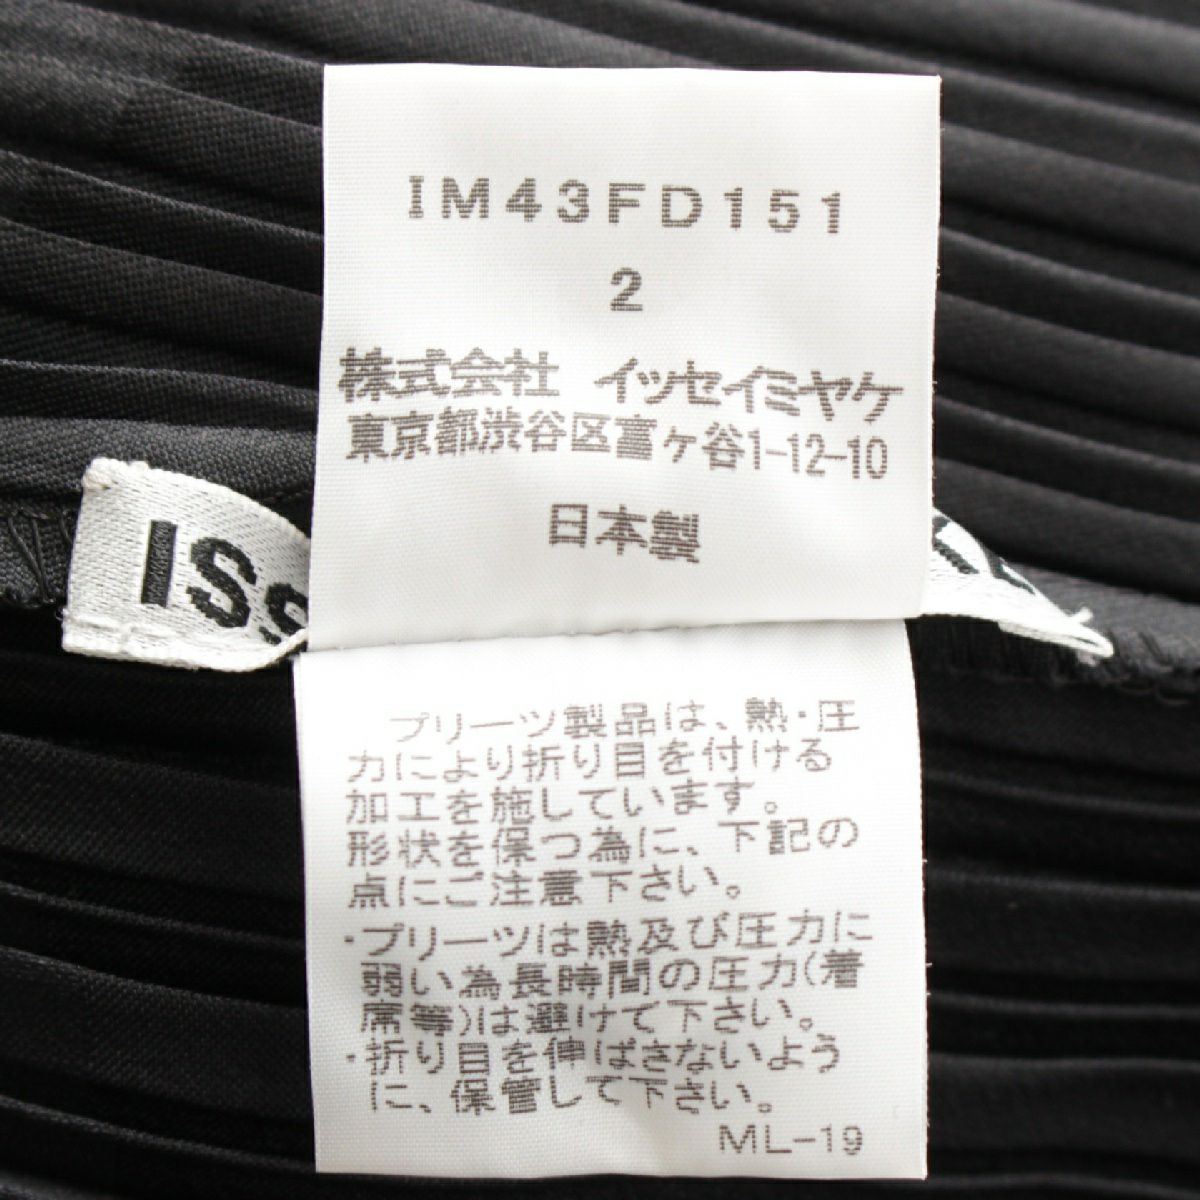 IM43FD151
2
株式会社 イッセイミヤケ
東京都渋谷区富ヶ谷1-12-10
日本製
ISS
プリーツ製品は、熱・圧
力により折り目を付ける
加工を施しています。
形状を保つ為に、下記の
点にご注意下さい。
・プリーツは熱及び圧力に
弱い為長時間の圧力(着
席等)は避けて下さい。
・折り目を伸ばさないよう
に、保管して下さい。
ML-19